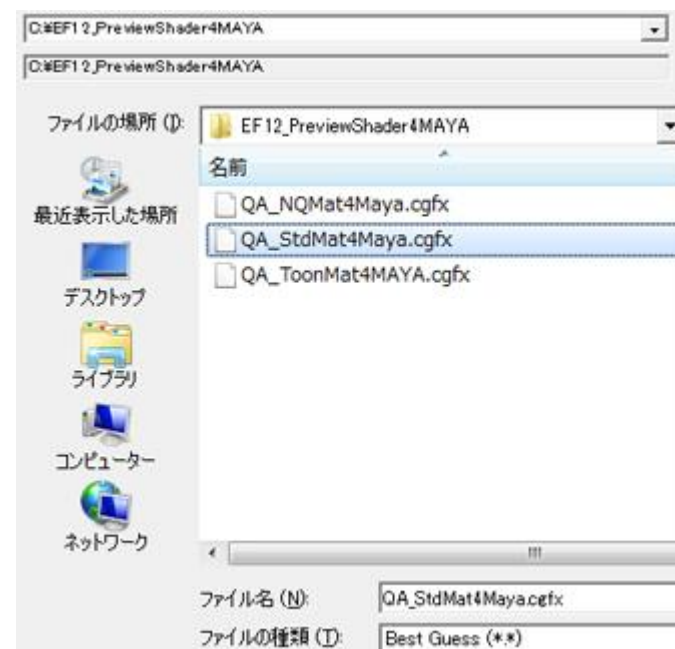 C:¥EF12_PreviewShader4MAYA
C:¥EF12_PreviewShader4MAYA
ファイルの場所 (I):
EF12_PreviewShader4MAYA
名前
最近表示した場所
QA_NQMat4Maya.cgfx
QA_StdMat4Maya.cgfx
QA_ToonMat4MAYA.cgfx
デスクトップ
ライブラリ
コンピューター
ネットワーク
ファイル名 (N):
QA_StdMat4Maya.cgfx
ファイルの種類 (T):
Best Guess (*.*)